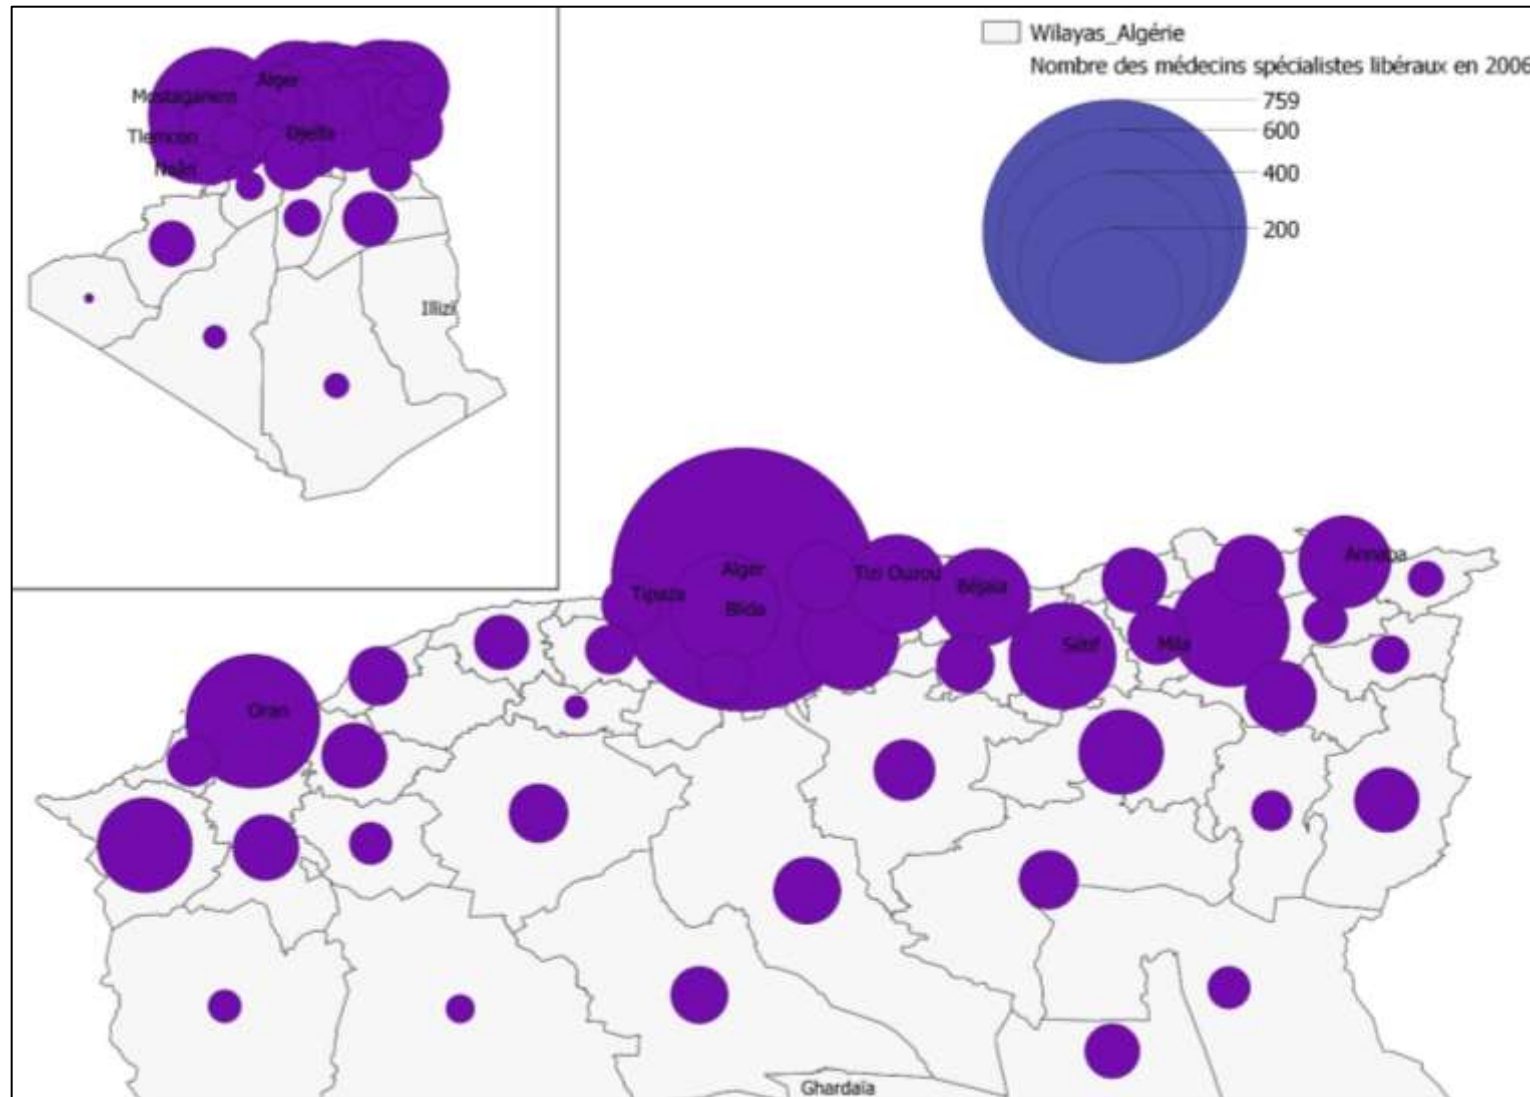 Wilayas_Algérie
Nombre des médecins spécialistes libéraux en 2006
759
600
400
200
Alger
Mostaganem
Tlemcen
Djelfa
Illizi
Alger
Tipaza
Blida
Tizi Ouzou
Béjaia
Annaba
Sétif
Mila
Oran
Ghardaïa